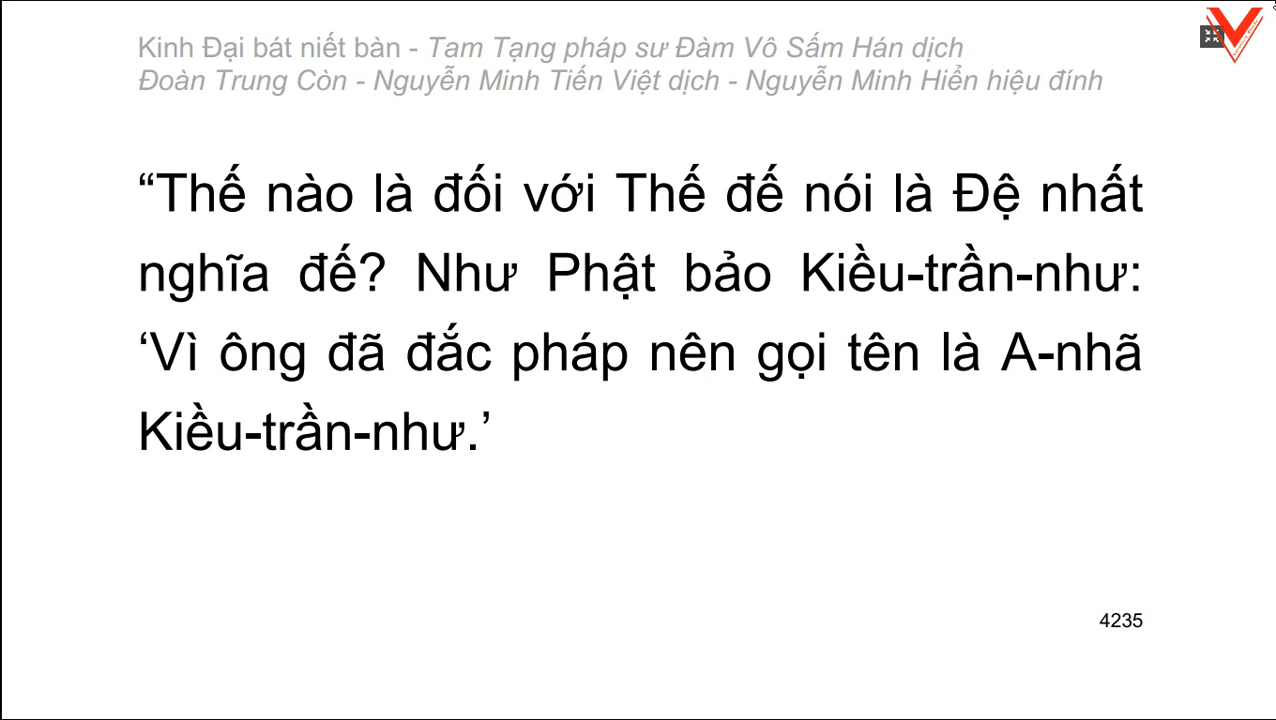 Kinh Đại bát niết bàn - Tam Tạng pháp sư Đàm Vô Sấm Hán dịch
Đoàn Trung Còn - Nguyễn Minh Tiến Việt dịch - Nguyễn Minh Hiển hiệu đính
“Thế nào là đối với Thế đế nói là Đệ nhất
nghĩa đế? Như Phật bảo Kiều-trần-như:
‘Vì ông đã đắc pháp nên gọi tên là A-nhã
Kiều-trần-như.’
4235